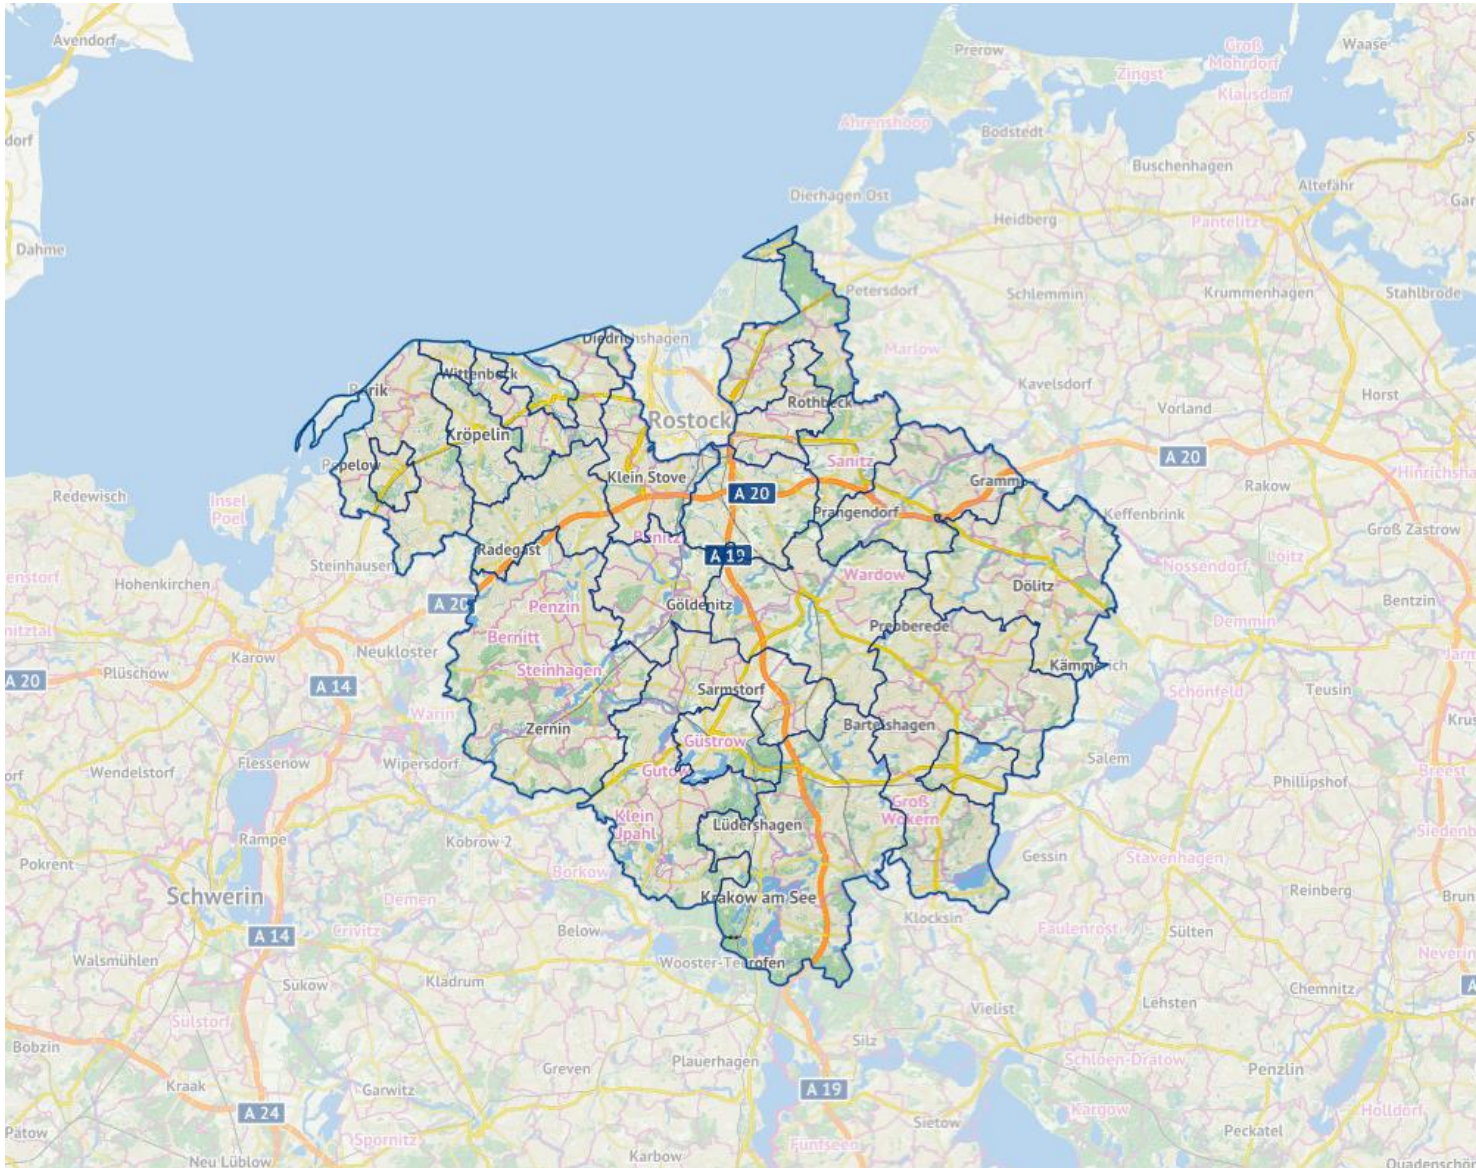 Avendorf
Prerow
Groß
Mohrdorf
Waase
Zingst
Klausdorf
Ahrenshoop
Bodstedt
dorf
Buschenhagen
Altefähr
Dierhagen Ost
Heidberg
Pantelitz
Dahme
Petersdorf
Schlemmin
Krummenhagen
Stahlbrode
Diedrichshagen
Marlow
Wittenbeck
Kavelsdorf
Rerik
Horst
Rothbeck
Vorland
Rostock
Kröpelin
A 20
Pepelow
Sanitz
Hinrichsha
Klein Stove
Gramm
Rakow
Redewisch
Insel
Poel
A 20
Prangendorf
Keffenbrink
Groß Zastrow
Radegast
Benitz
A 19
Steinhausen
Loitz
Nossendorf
Wardow
Hohenkirchen
enstorf
Dölitz
A 20
Penzin
Göldenitz
Bentzin
Demmin
Bernitt
Prebberede
nitztal
Neukloster
Karow
Plüschow
Steinhagen
Kämmerich
A 20
A 14
Sarmstorf
Schönfeld
Teusin
Warin
Zernin
Bartelshagen
Güstrow
Flessenow
Wipersdorf
Salem
Wendelstorf
Gutow
Phillipshof
Breest
Groß
Wokern
Klein
Upahl
Lüdershagen
Rampe
Kobrow 2
Gessin
Stavenhagen
Pokrent
Borkow
Reinberg
Schwerin
Demen
Krakow am See
Klocksin
Crivitz
Below
Faulenrost
Sülten
A 14
Walsmühlen
Wooster-Teerofen
Kladrum
Sukow
Chemnitz
Vielist
Lehsten
Sülstorf
Silz
Bobzin
Plauerhagen
Schloen-Dratow
Greven
Penzlin
Kraak
Garwitz
A 19
A 24
Kargow
Holldorf
Sietow
Patow
Peckatel
Spornitz
Fünfseen
Neu Lüblow
Karbow